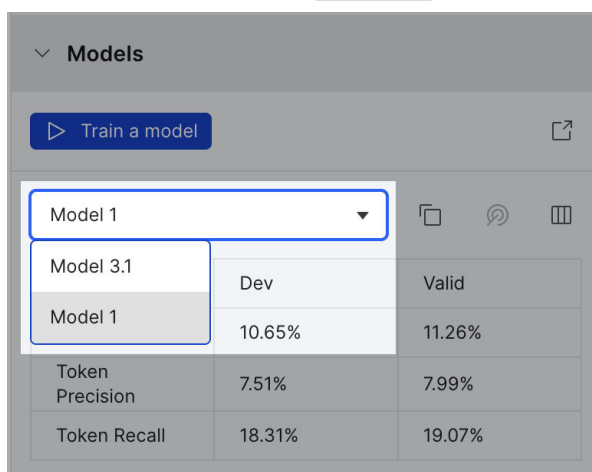 Models
Train a model
Model 1
Model 3.1
Dev Valid
Model 1
10.65% 11.26%
Token
Precision
7.51% 7.99%
Token Recall 18.31% 19.07%